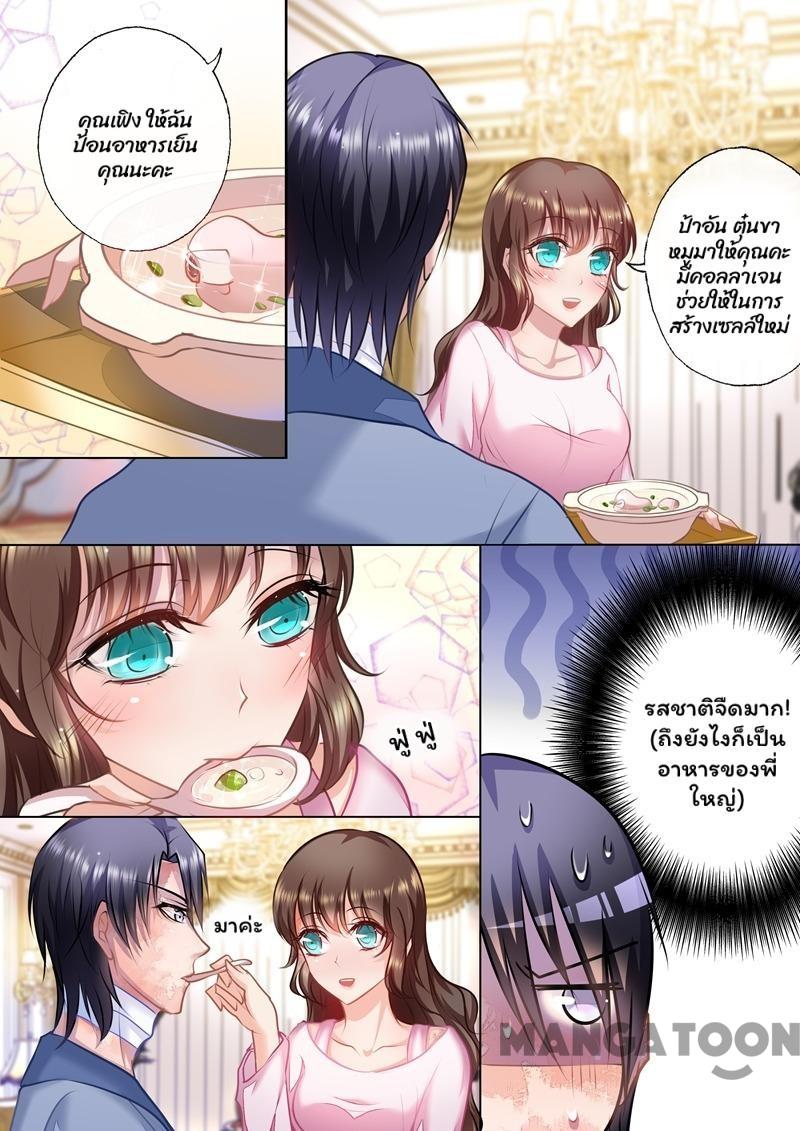 คุณเฟิง ให้ฉัน
ป้อนอาหารเย็น
คุณนะคะ
ป้าอัน ตุ๋นขา
หมูมาให้คุณคะ
มีคอลลาเจน
ช่วยให้ในการ
สร้างเซลล์ใหม่
ฟู่ ฟู่
รสชาติจืดมาก!
(ถึงยังไงก็เป็น
อาหารของพี่
ใหญ่)
มาค่ะ
MANGATOON